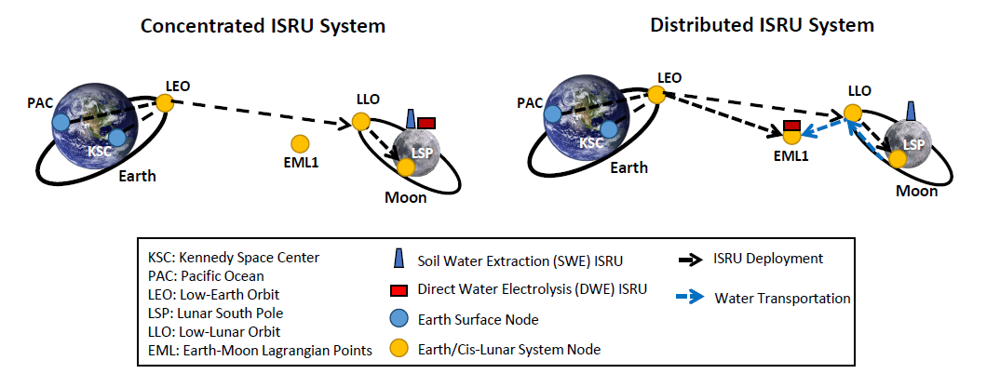 Concentrated ISRU System
LEO
PAC
KSC
Earth
EML1
LLO
LSP
Moon
Distributed ISRU System
LEO
PAC
KSC
Earth
EML1
LLO
LSP
Moon
KSC: Kennedy Space Center
PAC: Pacific Ocean
LEO: Low-Earth Orbit
LSP: Lunar South Pole
LLO: Low-Lunar Orbit
EML: Earth-Moon Lagrangian Points
Soil Water Extraction (SWE) ISRU
Direct Water Electrolysis (DWE) ISRU
Earth Surface Node
Earth/Cis-Lunar System Node
ISRU Deployment
Water Transportation